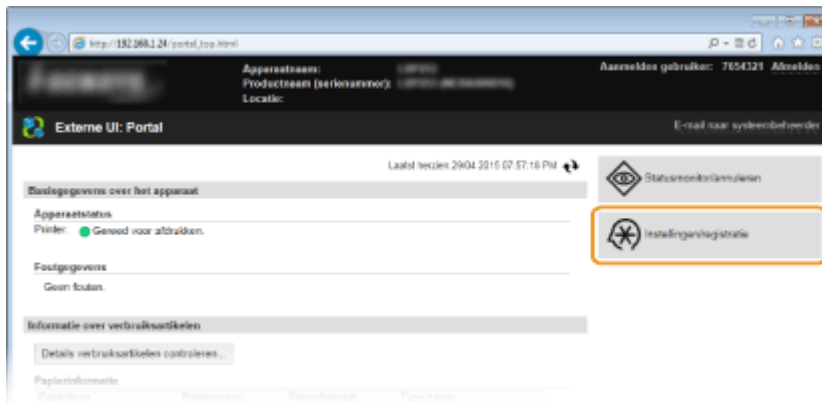 http://192.168.1.24/portal_top.html
Apparaatnaam:
Productnaam (serienummer):
Locatie:
Aanmelden gebruiker: 7654321 Afmelden
Externe UI: Portal
E-mail naar systeembeheerder
Laatst herzien 29/04 2015 07:57:18 PM
Statusmonitor/annuleren
Basisgegevens over het apparaat
Instellingen/registratie
Apparaatstatus
Printer: Gereed voor afdrukken.
Foutgegevens
Geen fouten.
Informatie over verbruiksartikelen
Details verbruiksartikelen controleren...
Papierinformatie